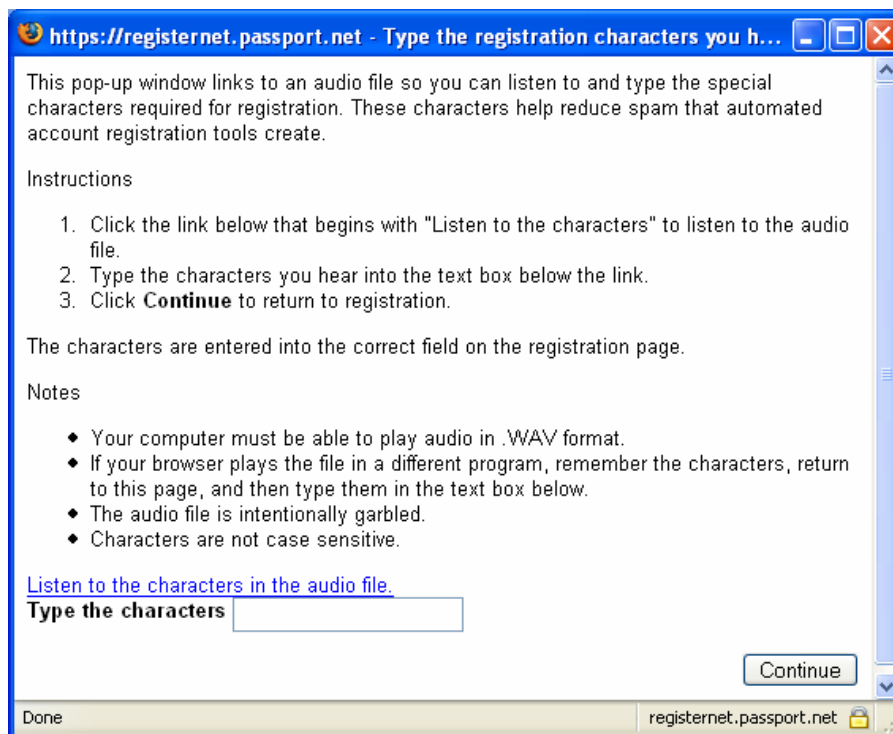 https://registernet.passport.net - Type the registration characters you h...
This pop-up window links to an audio file so you can listen to and type the special
characters required for registration. These characters help reduce spam that automated
account registration tools create.
Instructions
1. Click the link below that begins with "Listen to the characters" to listen to the audio
file.
2. Type the characters you hear into the text box below the link.
3. Click Continue to return to registration.
The characters are entered into the correct field on the registration page.
Notes
• Your computer must be able to play audio in .WAV format.
• If your browser plays the file in a different program, remember the characters, return
to this page, and then type them in the text box below.
• The audio file is intentionally garbled.
• Characters are not case sensitive.
Listen to the characters in the audio file.
Type the characters
Continue
Done registernet.passport.net